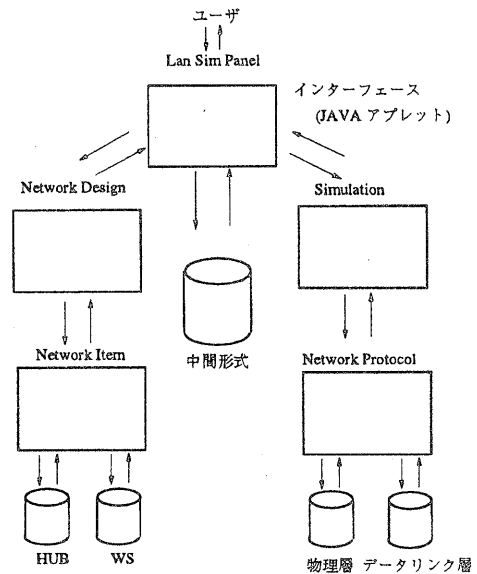 ユーザ
Lan Sim Panel
インターフェース
(JAVA アプレット)
Network Design
Simulation
中間形式
Network Item
Network Protocol
HUB
WS
物理層
データリンク層